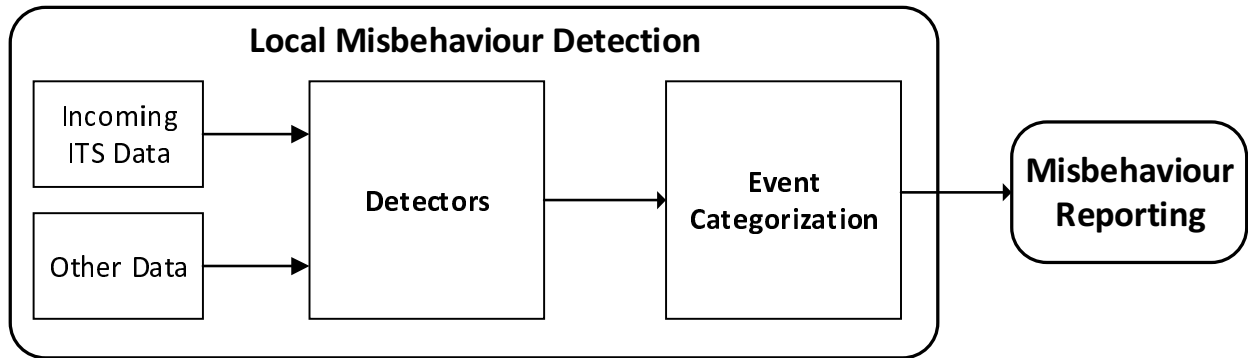 Local Misbehaviour Detection
Incoming
ITS Data
Other Data
Detectors
Event
Categorization
Misbehaviour
Reporting